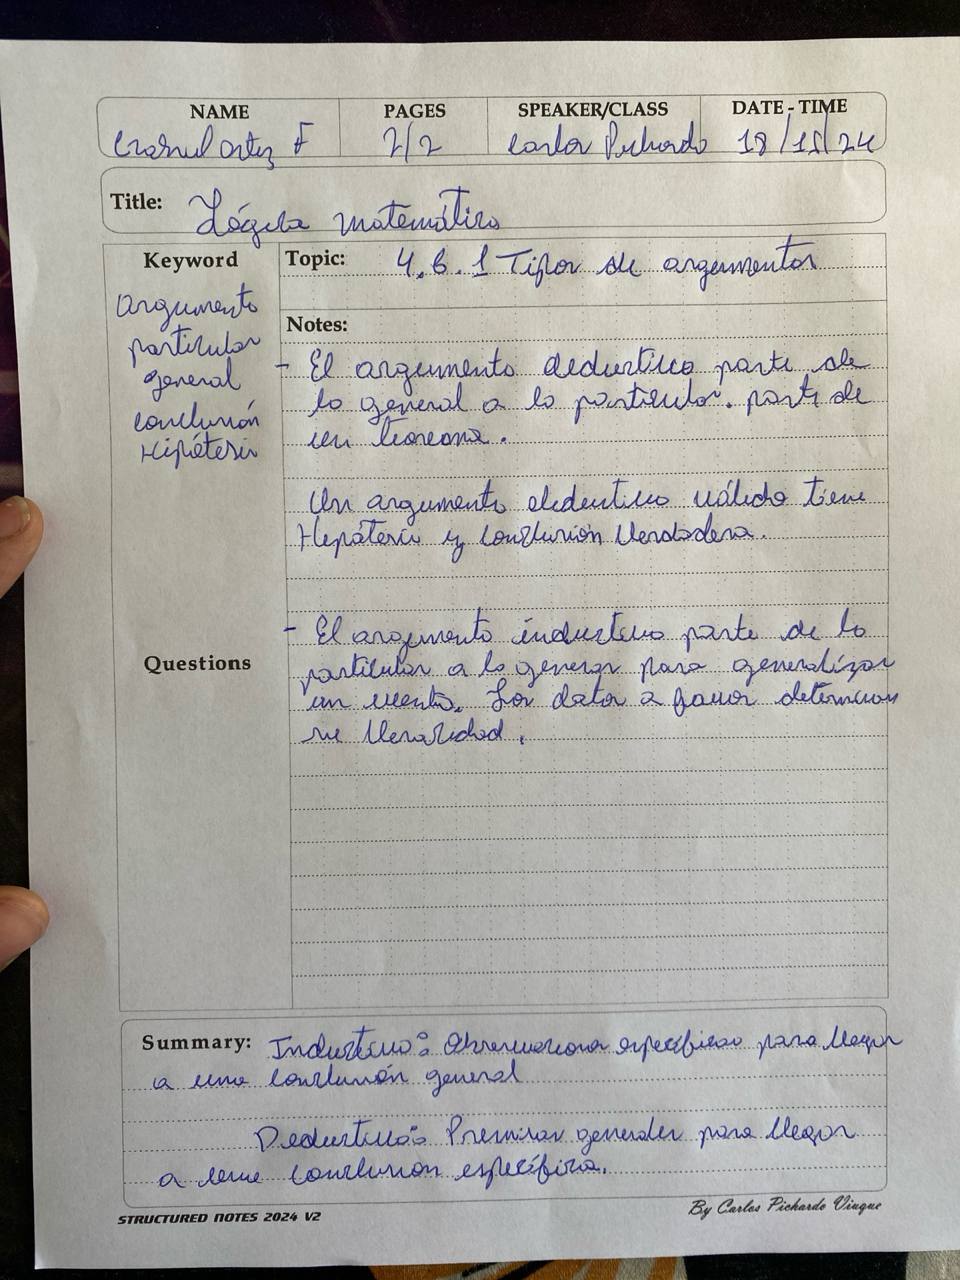 NAME PAGES SPEAKER/CLASS DATE - TIME
Ortiz F 2/2 Carlos Pichardo 18/11/24
Title: Lógica matemática
Keyword
Argumento
particular
general
conclusión
Hipótesis
Questions
Topic: 4.6.1 Tipos de argumentos
Notes:
- El argumento deductivo parte de
lo general a lo particular. parte de
un teorema.
Un argumento deductivo válido tiene
Hipótesis y conclusión verdadera.
- El argumento inductivo parte de lo
particular a lo general para generalizar
un evento. Los datos a favor determinan
su veracidad.
Summary: Inductivo: Observaciones específicas para llegar
a una conclusión general
Deductivo: Premisas generales para llegar
a una conclusión específica.
STRUCTURED NOTES 2024 V2
By Carlos Pichardo Viuque